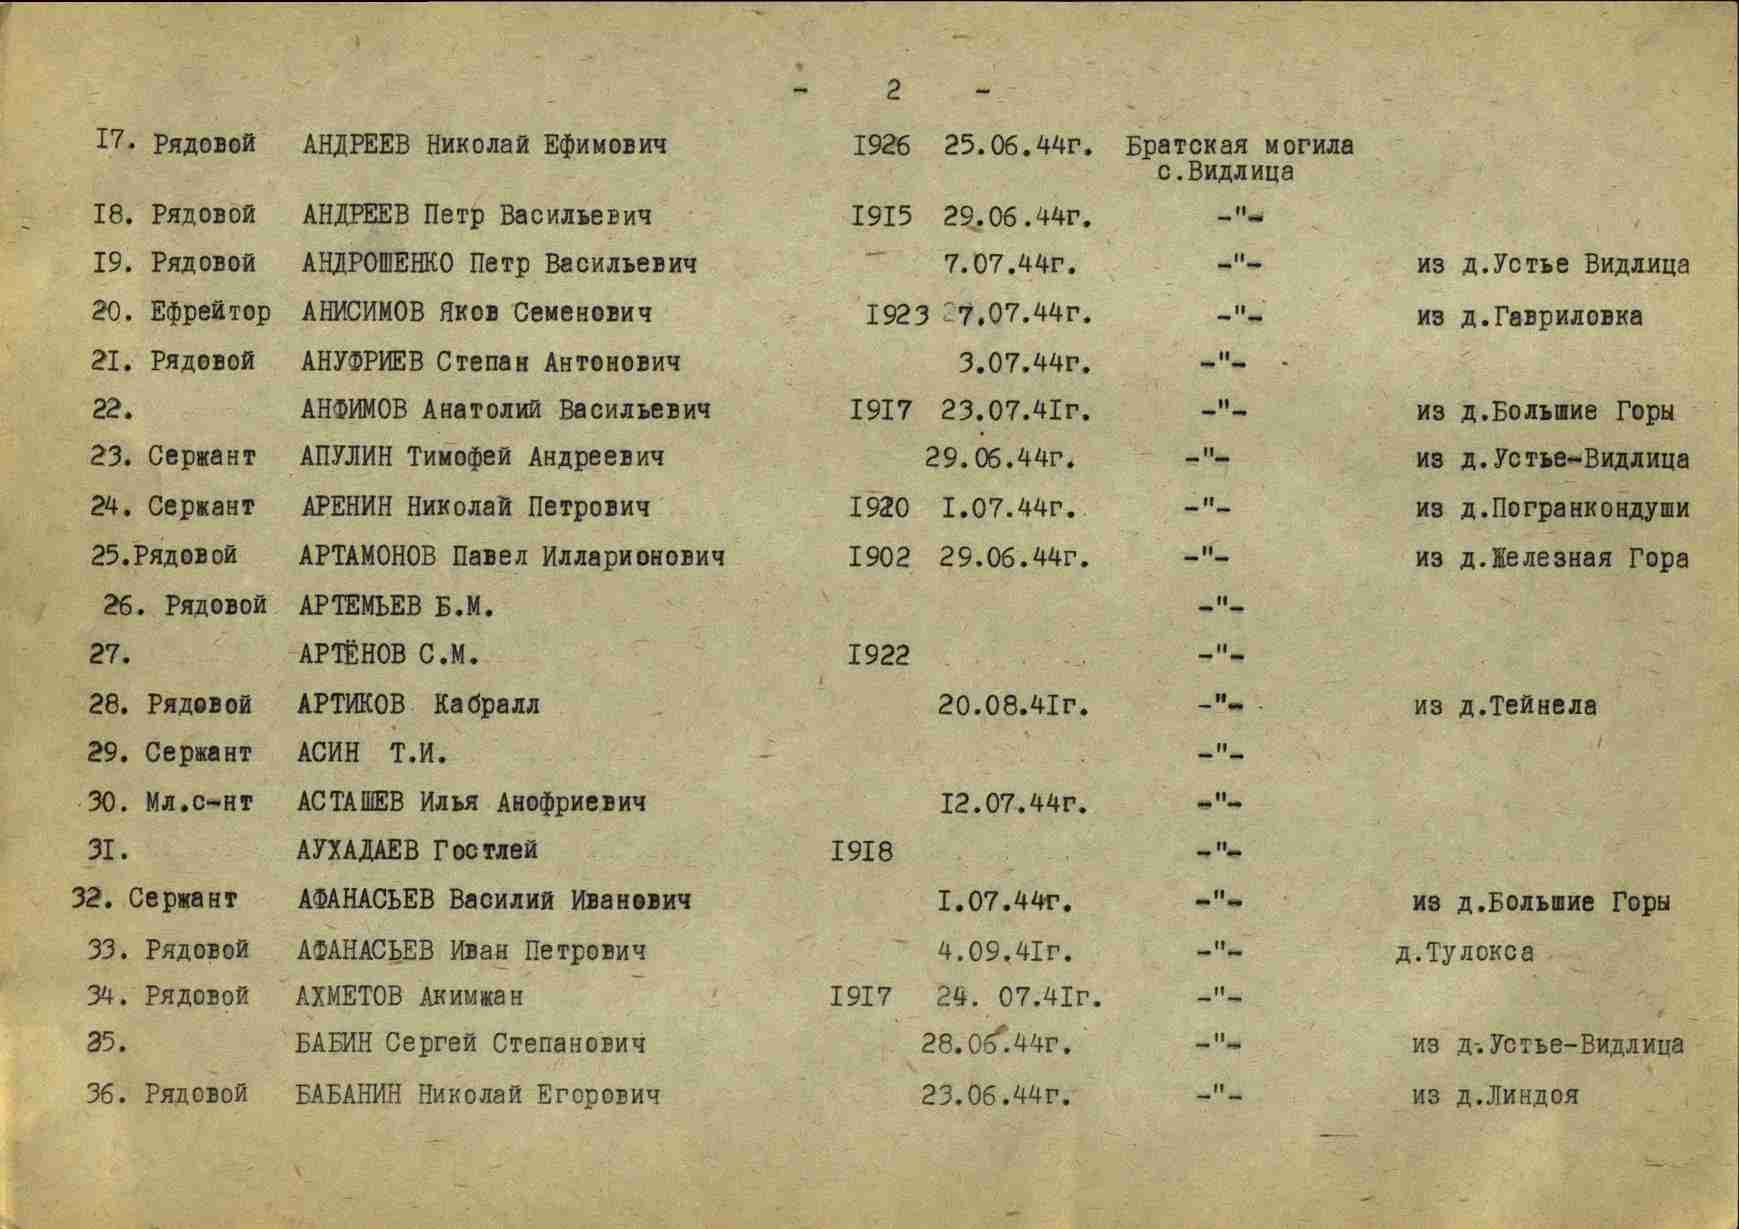 - 2 -
17. Рядовой АНДРЕЕВ Николай Ефимович 1926 25.06.44г. Братская могила
с.Видлица
18. Рядовой АНДРЕЕВ Петр Васильевич 1915 29.06.44г. -"-
19. Рядовой АНДРОШЕНКО Петр Васильевич 7.07.44г. -"- из д.Устье Видлица
20. Ефрейтор АНИСИМОВ Яков Семенович 1923 7.07.44г. -"- из д.Гавриловка
21. Рядовой АНУФРИЕВ Степан Антонович 3.07.44г. -"-
22. АНФИМОВ Анатолий Васильевич 1917 23.07.41г. -"- из д.Большие Горы
23. Сержант АПУЛИН Тимофей Андреевич 29.06.44г. -"- из д.Устье-Видлица
24. Сержант АРЕНИН Николай Петрович 1920 1.07.44г. -"- из д.Погранкондуши
25.Рядовой АРТАМОНОВ Павел Илларионович 1902 29.06.44г. -"- из д.Железная Гора
26. Рядовой АРТЕМЬЕВ Б.М. -"-
27. АРТЁНОВ С.М. 1922 -"-
28. Рядовой АРТИКОВ Кабралл 20.08.41г. -"- из д.Тейнела
29. Сержант АСИН Т.И. -"-
30. Мл.с-нт АСТАШЕВ Илья Анофриевич 12.07.44г. -"-
31. АУХАДАЕВ Гостлей 1918 -"-
32. Сержант АФАНАСЬЕВ Василий Иванович 1.07.44г. -"- из д.Большие Горы
33. Рядовой АФАНАСЬЕВ Иван Петрович 4.09.41г. -"- д.Тулокса
34. Рядовой АХМЕТОВ Акимжан 1917 24. 07.41г. -"-
35. БАБИН Сергей Степанович 28.06.44г. -"- из д.Устье-Видлица
36. Рядовой БАБАНИН Николай Егорович 23.06.44г. -"- из д.Линдоя